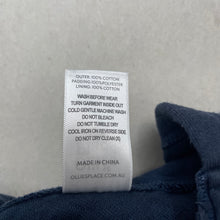 OUTER: 100% COTTON
PADDING:100%POLYESTER
LINING: 100% COTTON
WASH BEFORE WEAR
TURN GARMENT INSIDE OUT
COLD GENTLE MACHINE WASH
DO NOT BLEACH
DO NOT TUMBLE DRY
COOL IRON ON REVERSE SIDE
DO NOT DRY CLEAN (X)
MADE IN CHINA
OLLIESPLACE.COM.AU